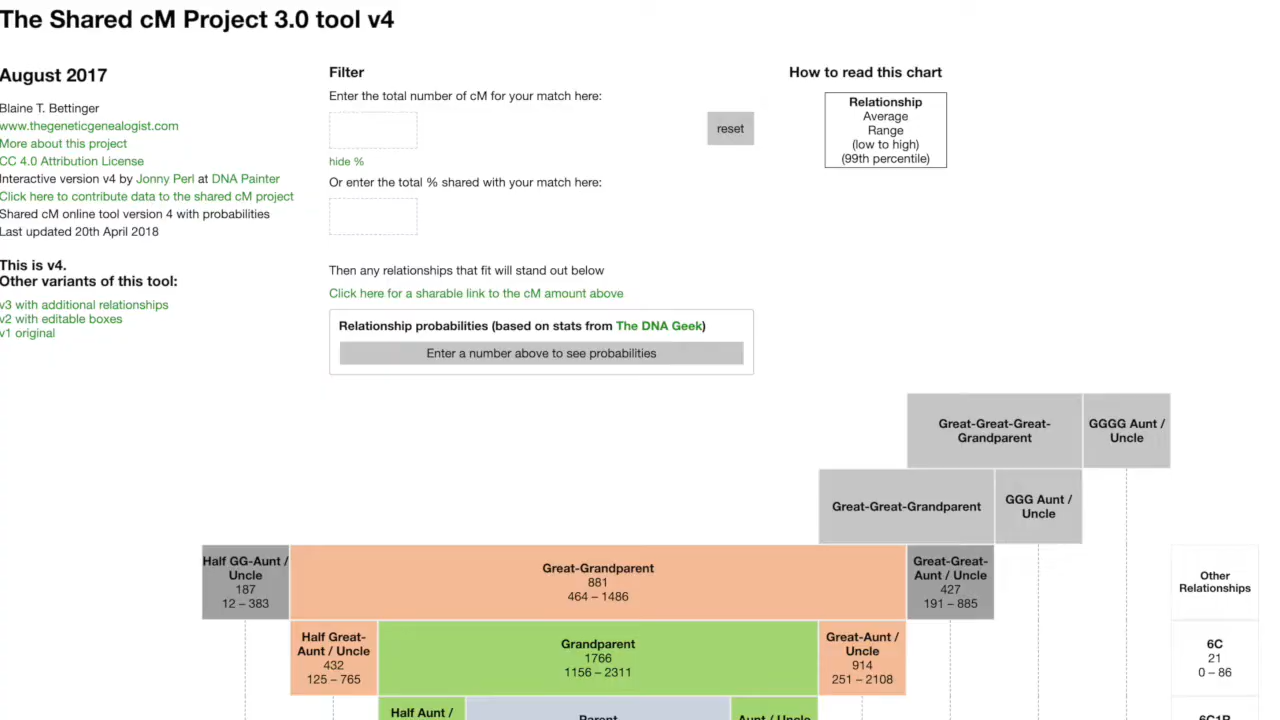 The Shared cM Project 3.0 tool v4
August 2017
Blaine T. Bettinger
www.thegeneticgenealogist.com
More about this project
CC 4.0 Attribution License
Interactive version v4 by Jonny Perl at DNA Painter
Click here to contribute data to the shared cM project
Shared cM online tool version 4 with probabilities
Last updated 20th April 2018
This is v4.
Other variants of this tool:
v3 with additional relationships
v2 with editable boxes
v1 original
Filter
Enter the total number of cM for your match here:
reset
hide %
Or enter the total % shared with your match here:
Then any relationships that fit will stand out below
Click here for a sharable link to the cM amount above
Relationship probabilities (based on stats from The DNA Geek)
Enter a number above to see probabilities
How to read this chart
Relationship
Average
Range
(low to high)
(99th percentile)
Great-Great-Great-
Grandparent
GGGG Aunt /
Uncle
Great-Great-Grandparent
GGG Aunt /
Uncle
Half GG-Aunt /
Uncle
187
12 – 383
Great-Grandparent
881
464 – 1486
Great-Great-
Aunt / Uncle
427
191 – 885
Other
Relationships
Half Great-
Aunt / Uncle
432
125 – 765
Grandparent
1766
1156 – 2311
Great-Aunt /
Uncle
914
251 – 2108
6C
21
0 – 86
Half Aunt /
Parent
Aunt / Uncle
6C1R